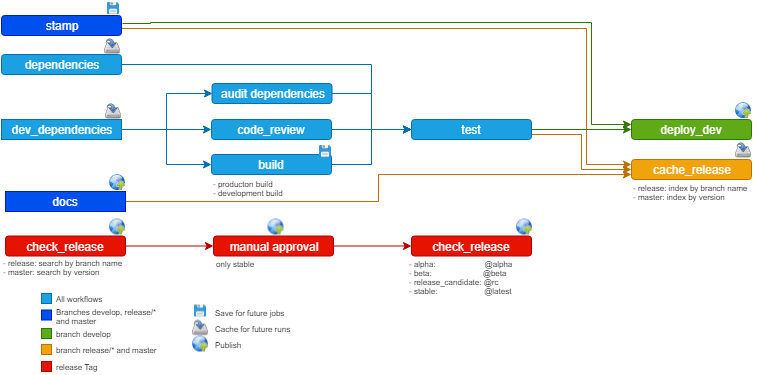 stamp
dependencies
audit dependencies
dev_dependencies
code_review
test
deploy_dev
build
cache_release
- producton build
- development build
- release: index by branch name
- master: index by version
docs
check_release
manual approval
check_release
- release: search by branch name
- master: search by version
only stable
- alpha: @alpha
- beta: @beta
- release_candidate: @rc
- stable: @latest
All workflows
Branches develop, release/*
and master
branch develop
branch release/* and master
release Tag
Save for future jobs
Cache for future runs
Publish